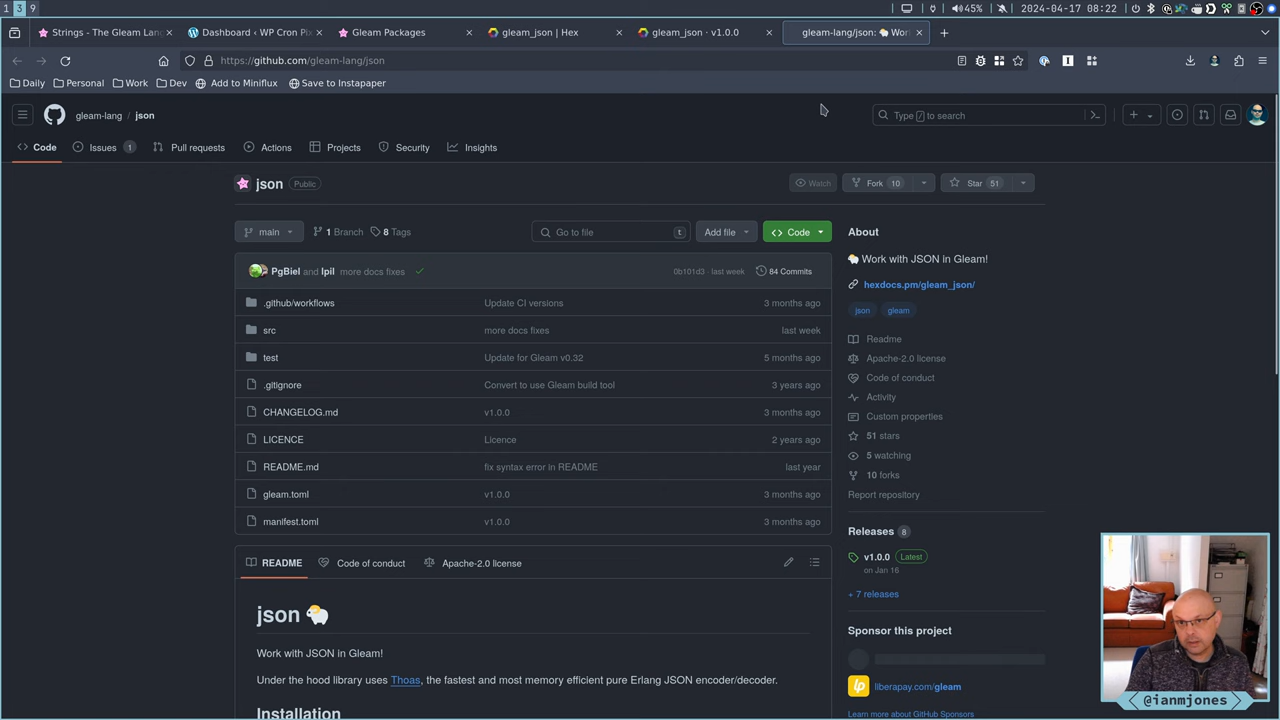 1 3 9 45% 2024-04-17 08:22
Strings - The Gleam Lang × Dashboard ‹ WP Cron Pix × Gleam Packages × gleam_json | Hex × gleam_json · v1.0.0 × gleam-lang/json: Wor ×
https://github.com/gleam-lang/json
Daily Personal Work Dev Add to Miniflux Save to Instapaper
gleam-lang / json Type / to search
Code Issues 1 Pull requests Actions Projects Security Insights
json Public Watch Fork 10 Star 51
main 1 Branch 8 Tags Go to file t Add file Code
About
PgBiel and lpil more docs fixes 0b101d3 · last week 84 Commits
Work with JSON in Gleam!
hexdocs.pm/gleam_json/
.github/workflows Update CI versions 3 months ago
json gleam
src more docs fixes last week
Readme
test Update for Gleam v0.32 5 months ago
Apache-2.0 license
Code of conduct
.gitignore Convert to use Gleam build tool 3 years ago
Activity
CHANGELOG.md v1.0.0 3 months ago
Custom properties
51 stars
LICENCE Licence 2 years ago
5 watching
README.md fix syntax error in README last year
10 forks
gleam.toml v1.0.0 3 months ago
Report repository
manifest.toml v1.0.0 3 months ago
Releases 8
v1.0.0 Latest
on Jan 16
README Code of conduct Apache-2.0 license
+ 7 releases
json
Sponsor this project
Work with JSON in Gleam!
Under the hood library uses Thoas, the fastest and most memory efficient pure Erlang JSON encoder/decoder.
liberapay.com/gleam
Installation
Learn more about GitHub Sponsors
@ianmjones